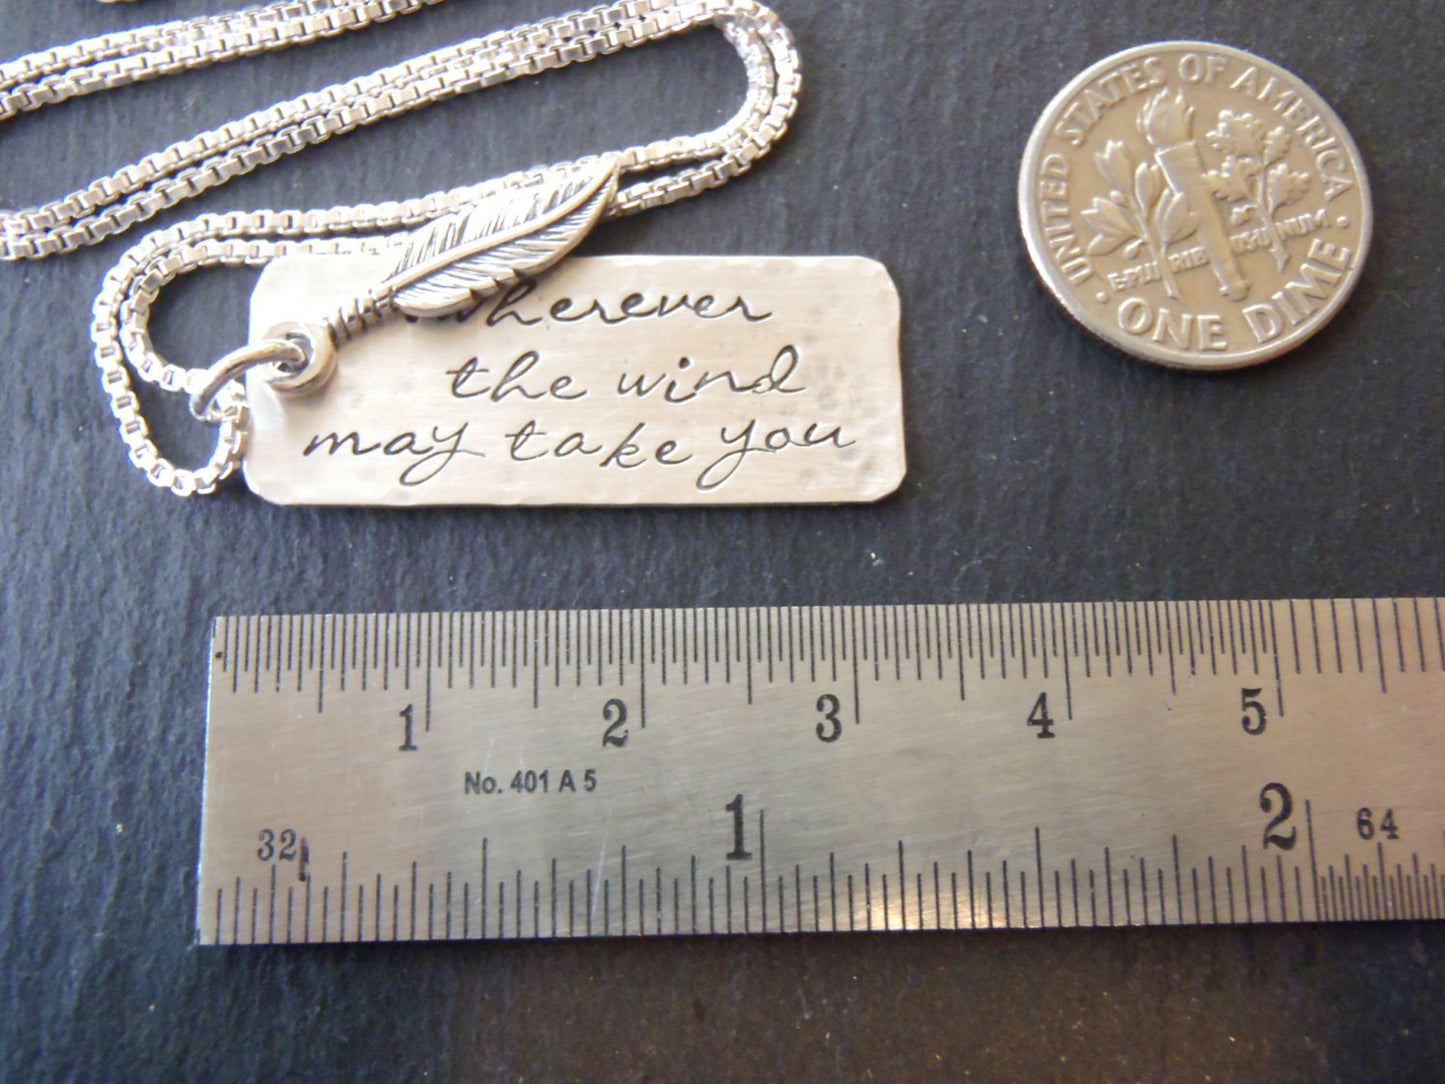 wherever
the wind
may take you
UNITED STATES OF AMERICA
E·PLURIBUS UNUM
ONE DIME
1 2 3 4 5
No. 401 A 5
1 2
32 64